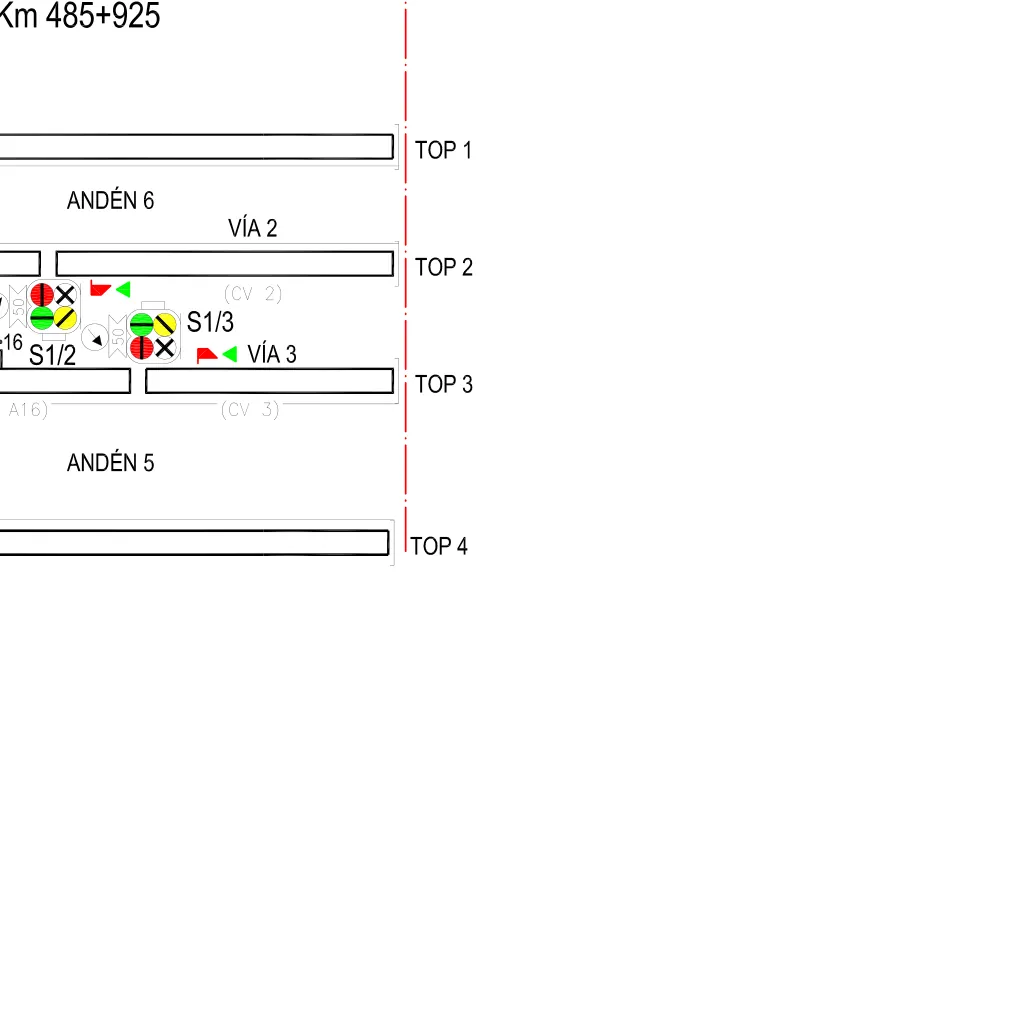 Km 485+925
TOP 1
ANDÉN 6
VÍA 2
TOP 2
(CV 2)
50
S1/3
50
16
S1/2
VÍA 3
TOP 3
A16)
(CV 3)
ANDÉN 5
TOP 4